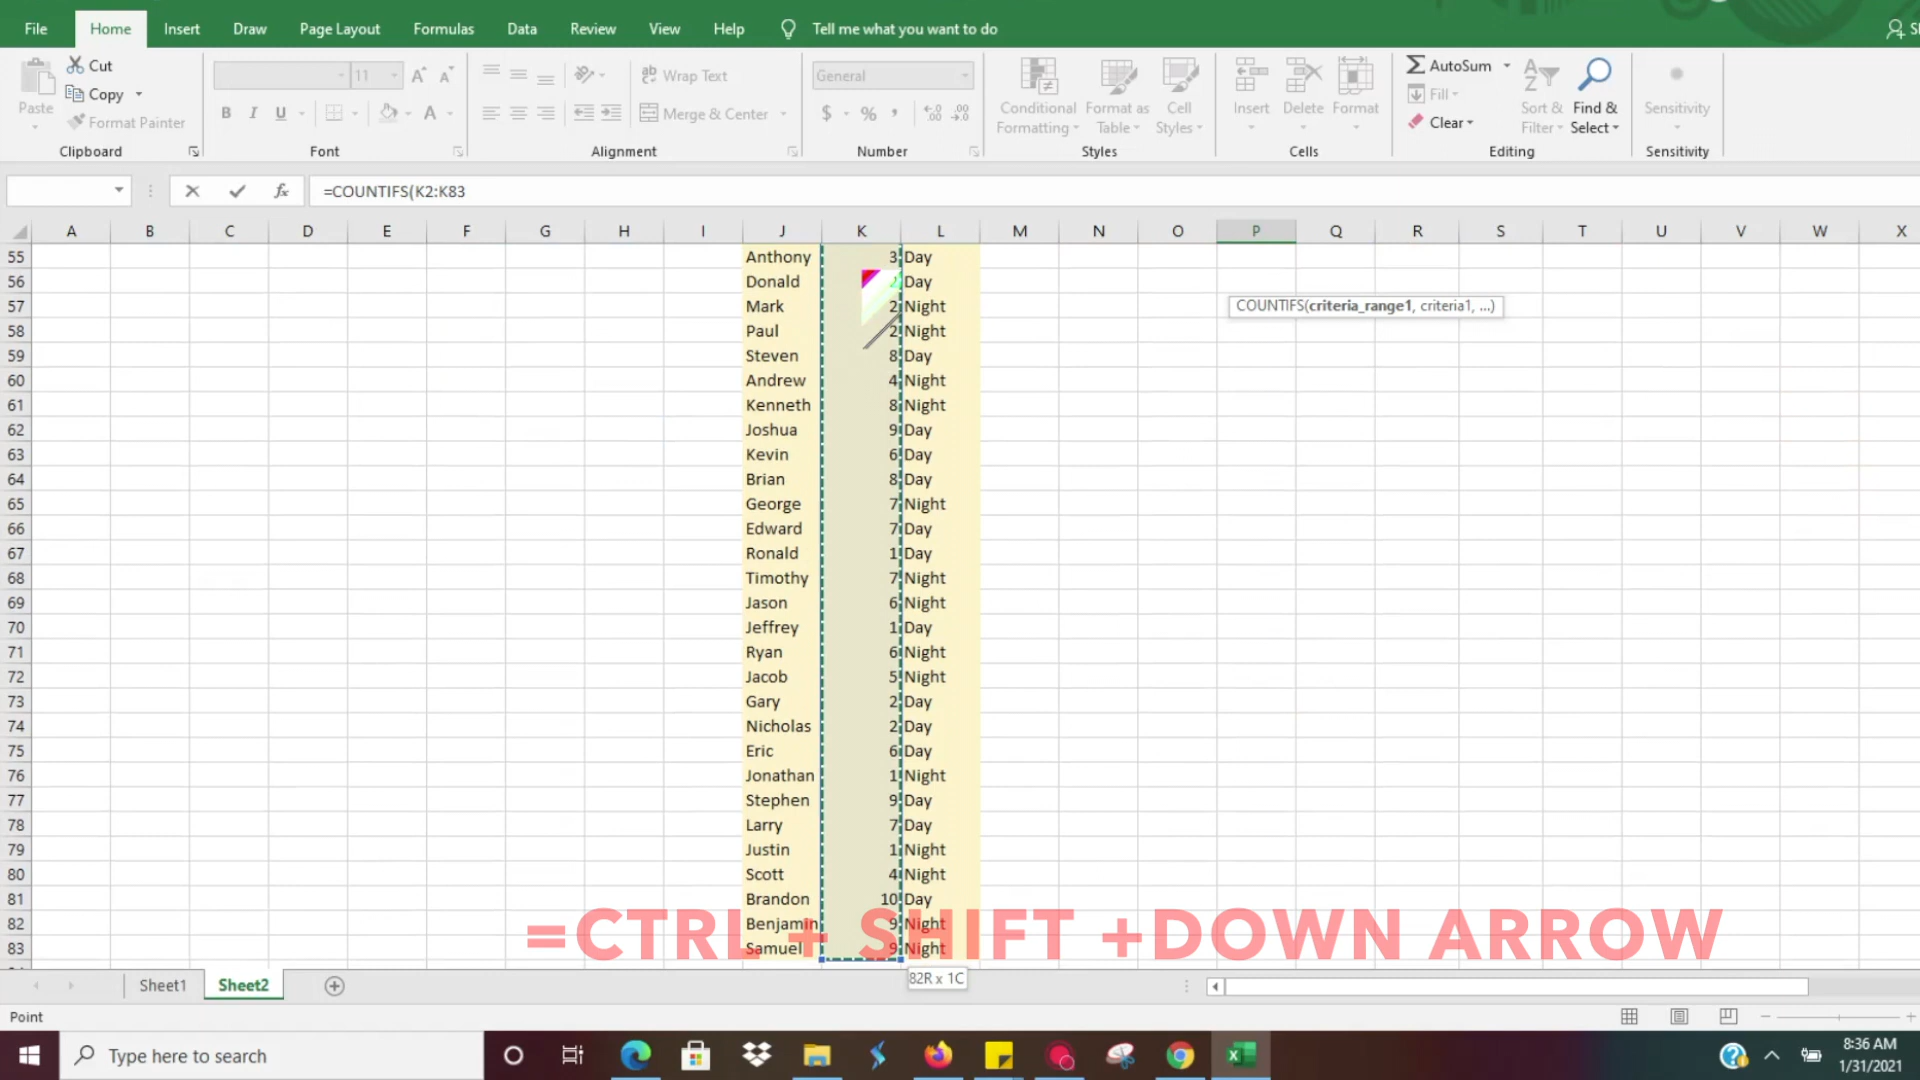 File Home Insert Draw Page Layout Formulas Data Review View Help Tell me what you want to do
Paste Cut Copy Format Painter Clipboard
11 B I U A Font
Wrap Text Merge & Center Alignment
General $ % Number
Conditional Formatting Format as Table Cell Styles Styles
Insert Delete Format Cells
AutoSum Fill Clear Sort & Filter Find & Select Editing
Sensitivity Sensitivity
fx =COUNTIFS(K2:K83
A B C D E F G H I J K L M N O P Q R S T U V W X
55 Anthony 3 Day
56 Donald Day
57 Mark 2 Night
COUNTIFS(criteria_range1, criteria1, ...)
58 Paul 2 Night
59 Steven 8 Day
60 Andrew 4 Night
61 Kenneth 8 Night
62 Joshua 9 Day
63 Kevin 6 Day
64 Brian 8 Day
65 George 7 Night
66 Edward 7 Day
67 Ronald 1 Day
68 Timothy 7 Night
69 Jason 6 Night
70 Jeffrey 1 Day
71 Ryan 6 Night
72 Jacob 5 Night
73 Gary 2 Day
74 Nicholas 2 Day
75 Eric 6 Day
76 Jonathan 1 Night
77 Stephen 9 Day
78 Larry 7 Day
79 Justin 1 Night
80 Scott 4 Night
81 Brandon 10 Day
82 Benjamin 9 Night
83 Samuel 9 Night
=CTRL + SHIFT +DOWN ARROW
82R x 1C
Sheet1 Sheet2
Point
Type here to search
8:36 AM
1/31/2021